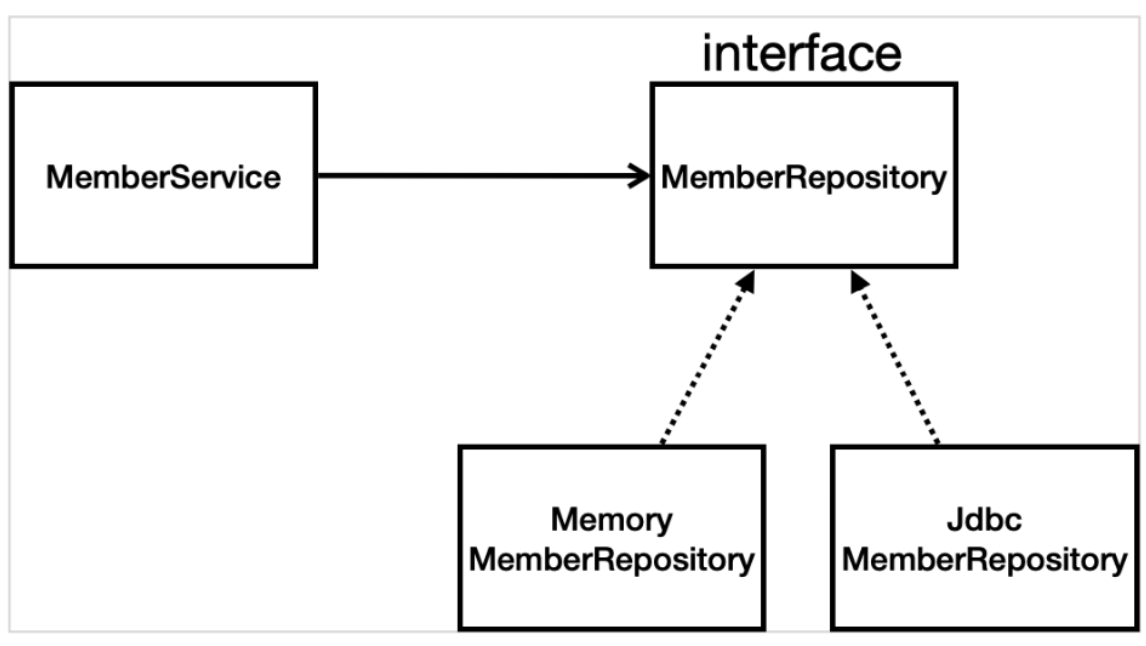 interface
MemberService
MemberRepository
Memory
MemberRepository
Jdbc
MemberRepository